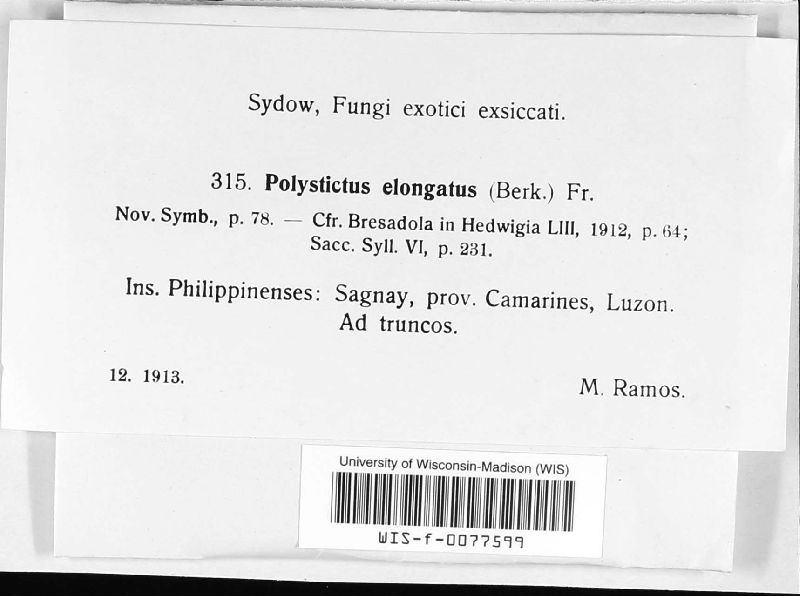 Sydow, Fungi exotici exsiccati.
315. Polystictus elongatus (Berk.) Fr.
Nov. Symb., p. 78. — Cfr. Bresadola in Hedwigia LIII, 1912, p. 64;
Sacc. Syll. VI, p. 231.
Ins. Philippinenses: Sagnay, prov. Camarines, Luzon.
Ad truncos.
12. 1913.
M. Ramos.
University of Wisconsin-Madison (WIS)
WIS-f-0077599